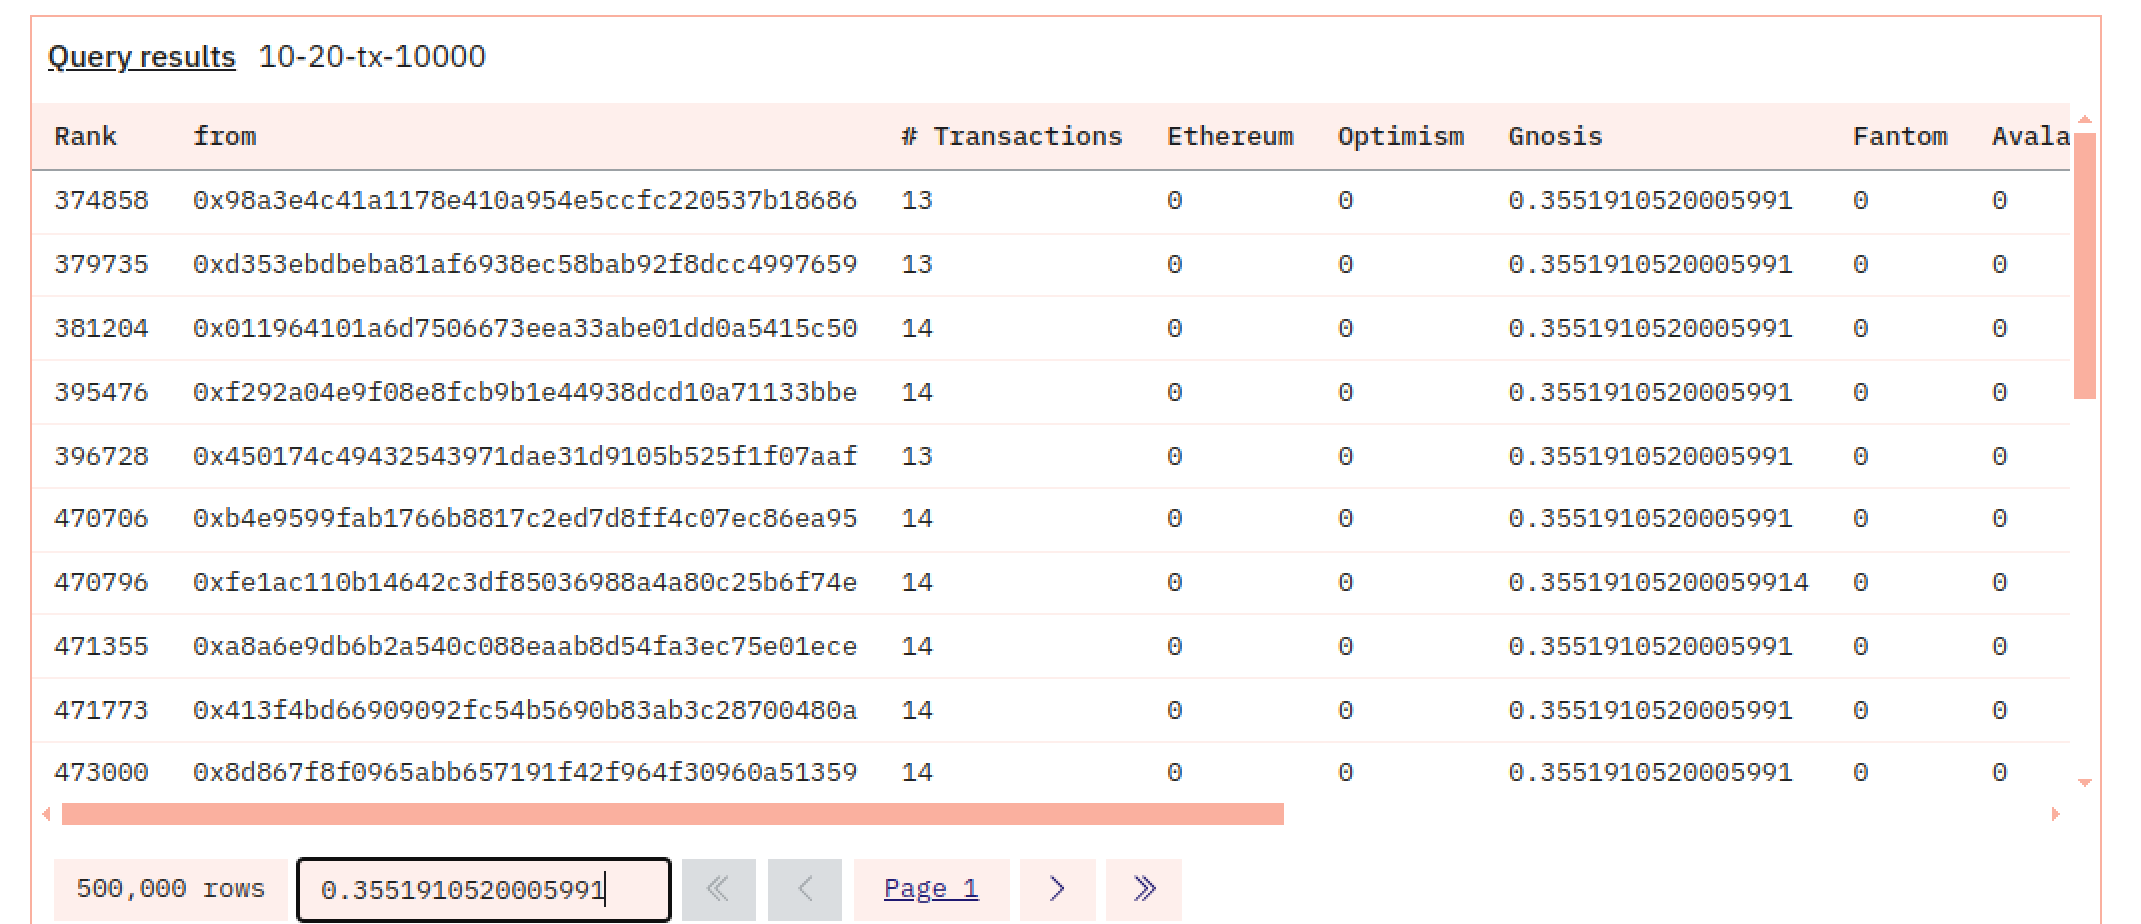 Query results 10-20-tx-10000
Rank from # Transactions Ethereum Optimism Gnosis Fantom Avala
374858 0x98a3e4c41a1178e410a954e5ccfc220537b18686 13 0 0 0.3551910520005991 0 0
379735 0xd353ebdbeba81af6938ec58bab92f8dcc4997659 13 0 0 0.3551910520005991 0 0
381204 0x011964101a6d7506673eea33abe01dd0a5415c50 14 0 0 0.3551910520005991 0 0
395476 0xf292a04e9f08e8fcb9b1e44938dcd10a71133bbe 14 0 0 0.3551910520005991 0 0
396728 0x450174c49432543971dae31d9105b525f1f07aaf 13 0 0 0.3551910520005991 0 0
470706 0xb4e9599fab1766b8817c2ed7d8ff4c07ec86ea95 14 0 0 0.3551910520005991 0 0
470796 0xfe1ac110b14642c3df85036988a4a80c25b6f74e 14 0 0 0.35519105200059914 0 0
471355 0xa8a6e9db6b2a540c088eaab8d54fa3ec75e01ece 14 0 0 0.3551910520005991 0 0
471773 0x413f4bd66909092fc54b5690b83ab3c28700480a 14 0 0 0.3551910520005991 0 0
473000 0x8d867f8f0965abb657191f42f964f30960a51359 14 0 0 0.3551910520005991 0 0
500,000 rows 0.3551910520005991 Page 1